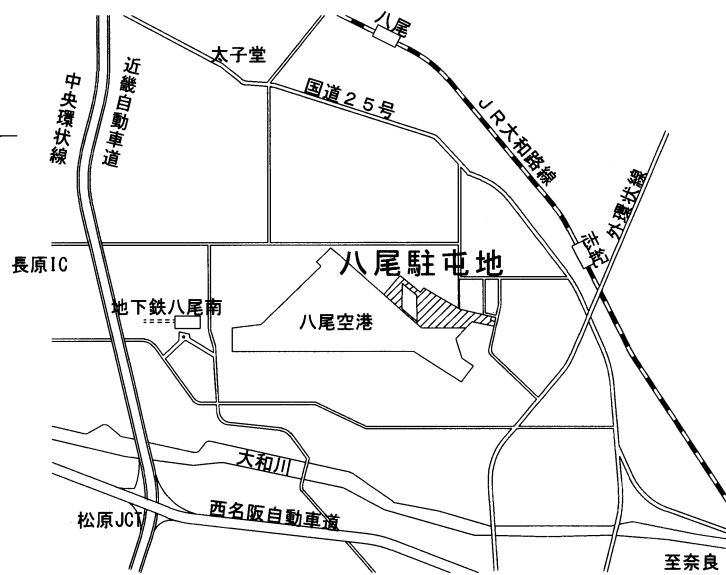 八尾
太子堂
国道25号
近畿自動車道
中央環状線
JR大和路線
外環状線
志紀
長原IC
八尾駐屯地
地下鉄八尾南
八尾空港
大和川
西名阪自動車道
松原JCT
至奈良